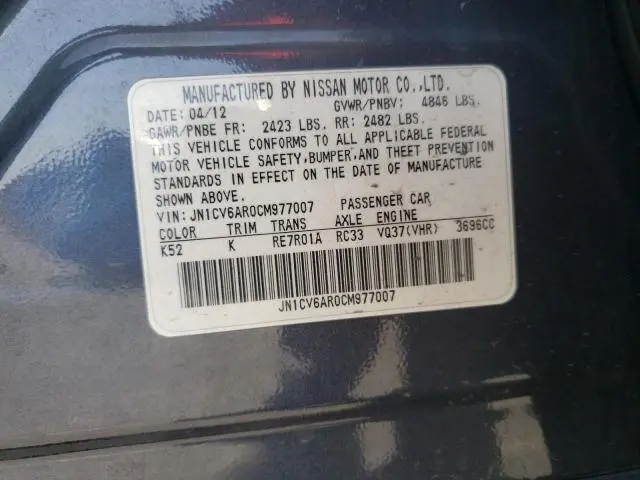 MANUFACTURED BY NISSAN MOTOR CO.,LTD.
DATE: 04/12 GVWR/PNBV: 4846 LBS.
GAWR/PNBE FR: 2423 LBS. RR: 2482 LBS.
THIS VEHICLE CONFORMS TO ALL APPLICABLE FEDERAL
MOTOR VEHICLE SAFETY, BUMPER, AND THEFT PREVENTION
STANDARDS IN EFFECT ON THE DATE OF MANUFACTURE
SHOWN ABOVE.
VIN: JN1CV6AR0CM977007 PASSENGER CAR
COLOR TRIM TRANS AXLE ENGINE
K52 K RE7R01A RC33 VQ37(VHR) 3696CC
JN1CV6AR0CM977007